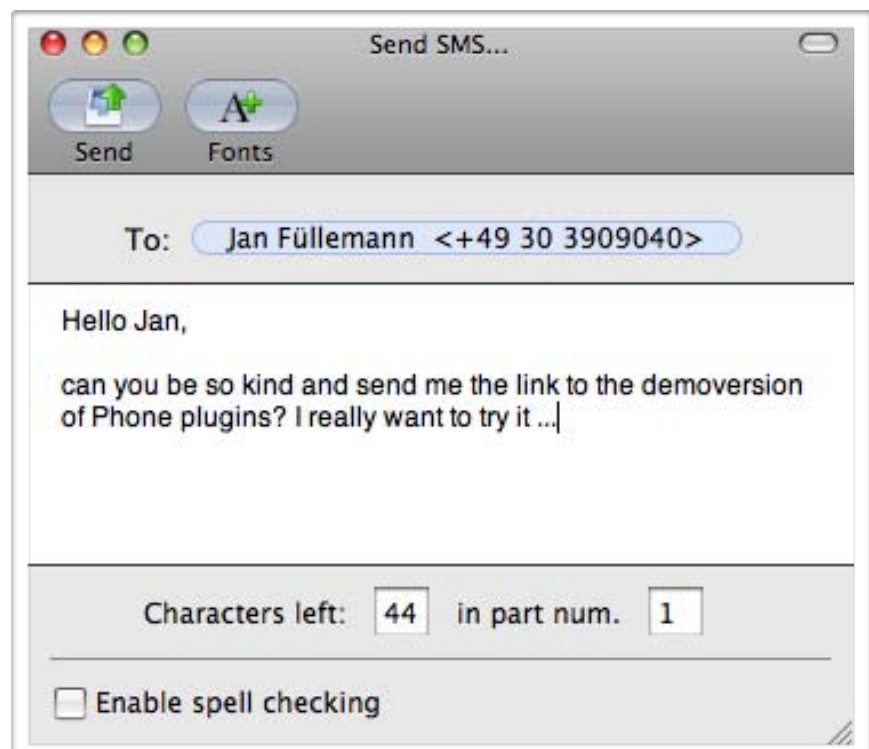 Send SMS...
Send Fonts
To: Jan Füllemann <+49 30 3909040>
Hello Jan,
can you be so kind and send me the link to the demoversion
of Phone plugins? I really want to try it ...
Characters left: 44 in part num. 1
Enable spell checking